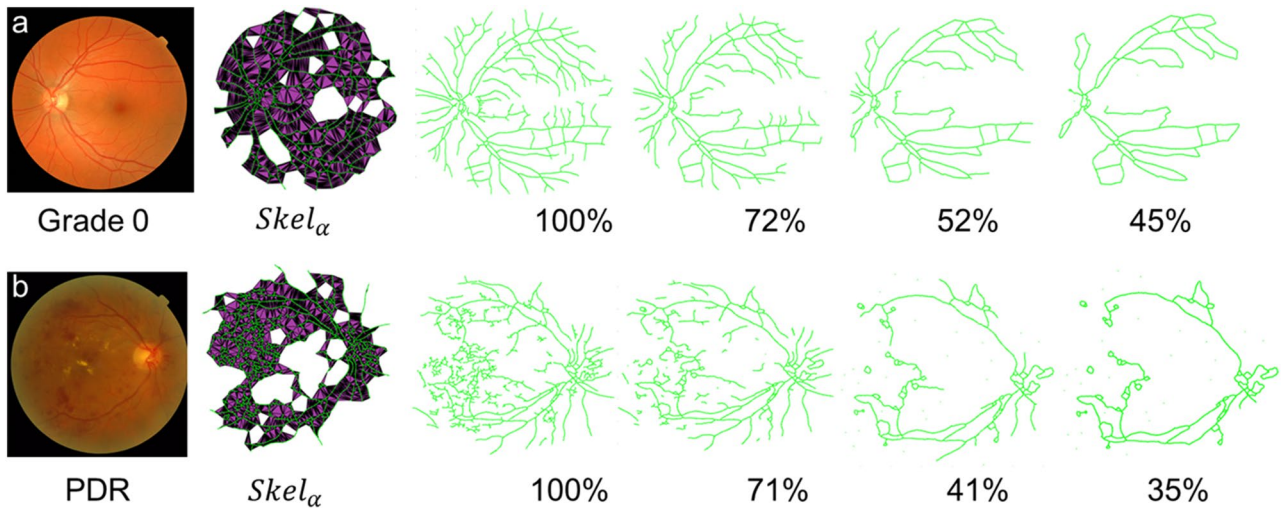 a
Grade 0 𝑆𝑘𝑒𝑙α 100% 72% 52% 45%
b
PDR 𝑆𝑘𝑒𝑙α 100% 71% 41% 35%